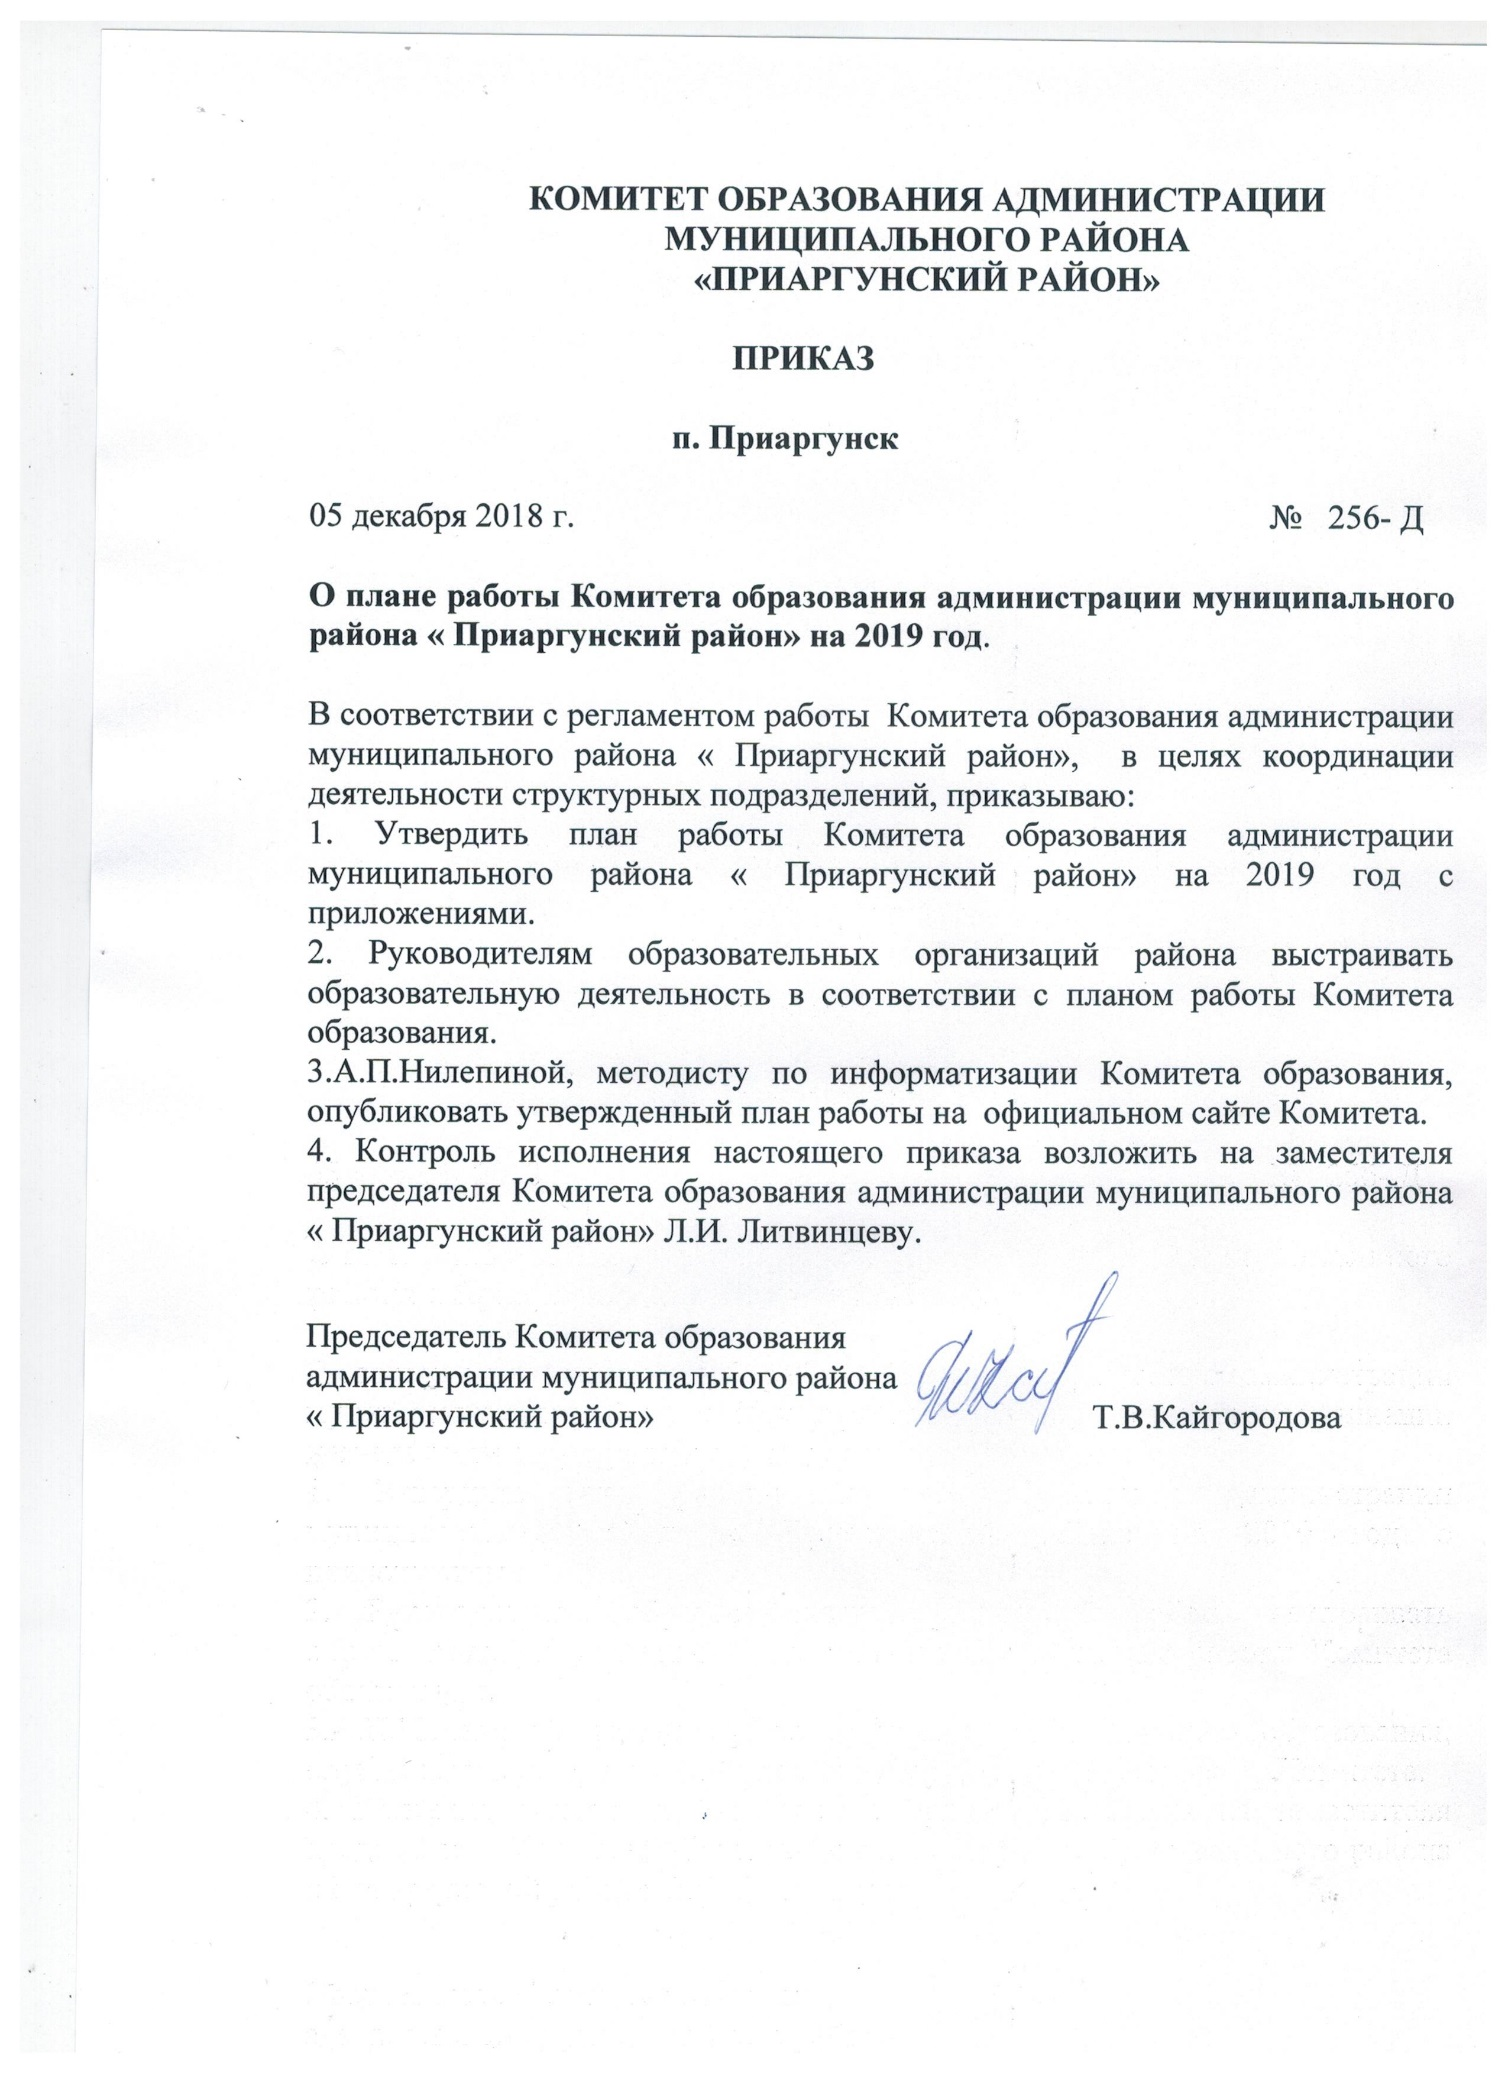 КОМИТЕТ ОБРАЗОВАНИЯ АДМИНИСТРАЦИИ
МУНИЦИПАЛЬНОГО РАЙОНА
«ПРИАРГУНСКИЙ РАЙОН»
ПРИКАЗ
п. Приаргунск
05 декабря 2018 г. № 256- Д
О плане работы Комитета образования администрации муниципального
района « Приаргунский район» на 2019 год.
В соответствии с регламентом работы Комитета образования администрации
муниципального района « Приаргунский район», в целях координации
деятельности структурных подразделений, приказываю:
1. Утвердить план работы Комитета образования администрации
муниципального района « Приаргунский район» на 2019 год с
приложениями.
2. Руководителям образовательных организаций района выстраивать
образовательную деятельность в соответствии с планом работы Комитета
образования.
3.А.П.Нилепиной, методисту по информатизации Комитета образования,
опубликовать утвержденный план работы на официальном сайте Комитета.
4. Контроль исполнения настоящего приказа возложить на заместителя
председателя Комитета образования администрации муниципального района
« Приаргунский район» Л.И. Литвинцеву.
Председатель Комитета образования
администрации муниципального района
« Приаргунский район» Т.В.Кайгородова